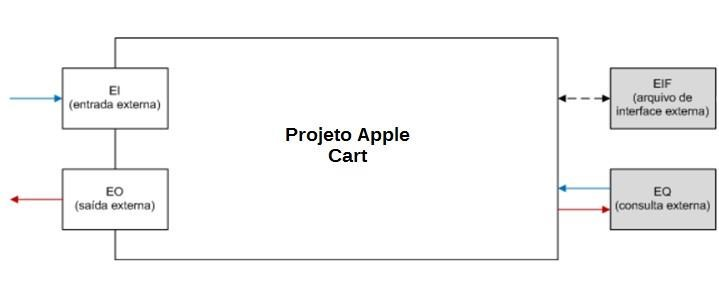 EI
(entrada externa)
EIF
(arquivo de
interface externa)
Projeto Apple
Cart
EO
(saída externa)
EQ
(consulta externa)